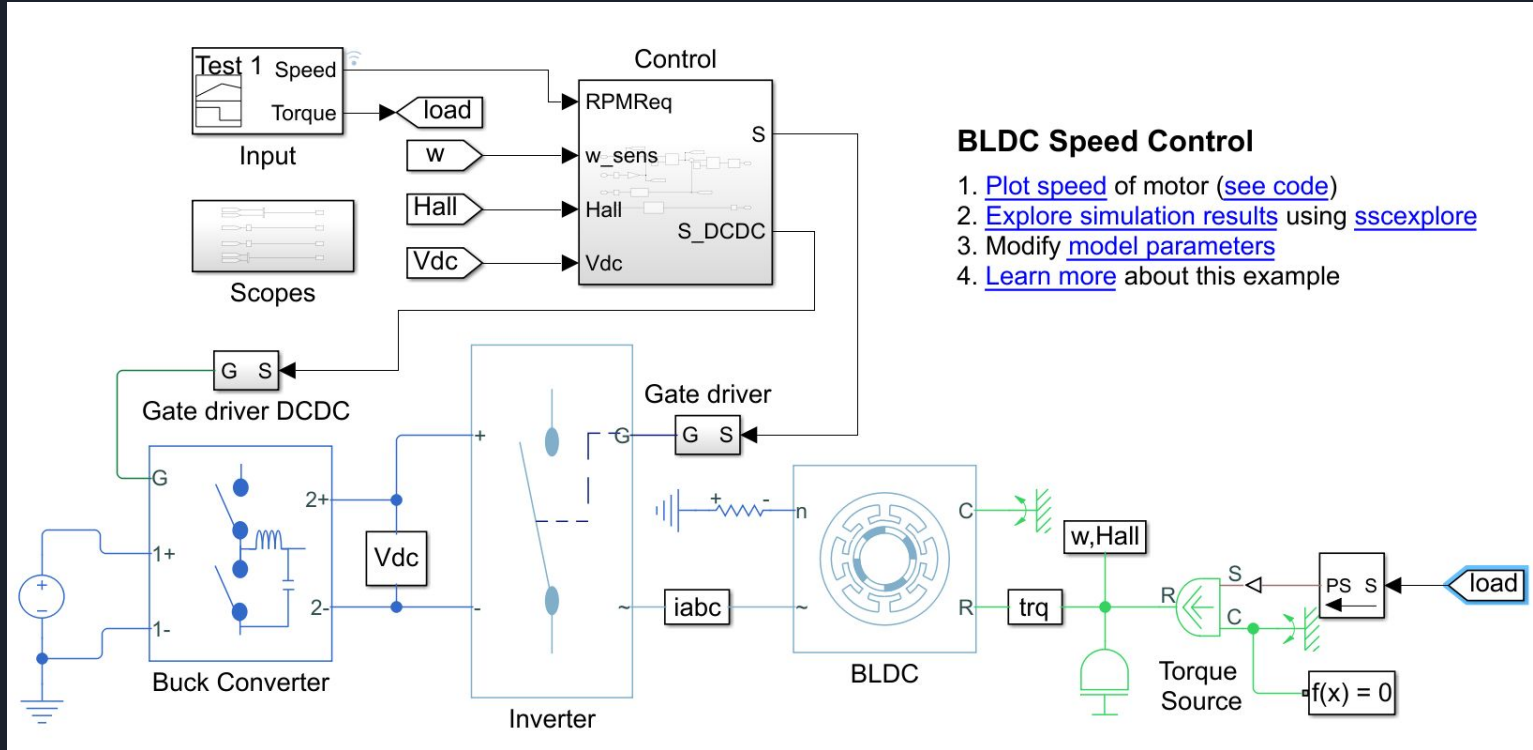 Test 1
Speed
Torque
Input
load
w
Hall
Vdc
Control
RPMReq
w_sens
Hall
Vdc
S
S_DCDC
Scopes
BLDC Speed Control
1. Plot speed of motor (see code)
2. Explore simulation results using sscexplore
3. Modify model parameters
4. Learn more about this example
G S
Gate driver DCDC
Gate driver
G S
G
1+
1-
2+
2-
Buck Converter
+
−
Vdc
+
-
G
~
Inverter
iabc
+ -
n
~
C
R
BLDC
trq
w,Hall
R
S
C
Torque
Source
PS S
load
f(x) = 0